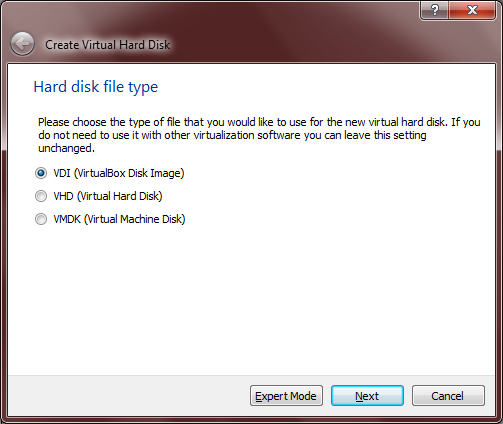 Create Virtual Hard Disk
Hard disk file type
Please choose the type of file that you would like to use for the new virtual hard disk. If you
do not need to use it with other virtualization software you can leave this setting
unchanged.
VDI (VirtualBox Disk Image)
VHD (Virtual Hard Disk)
VMDK (Virtual Machine Disk)
Expert Mode
Next
Cancel